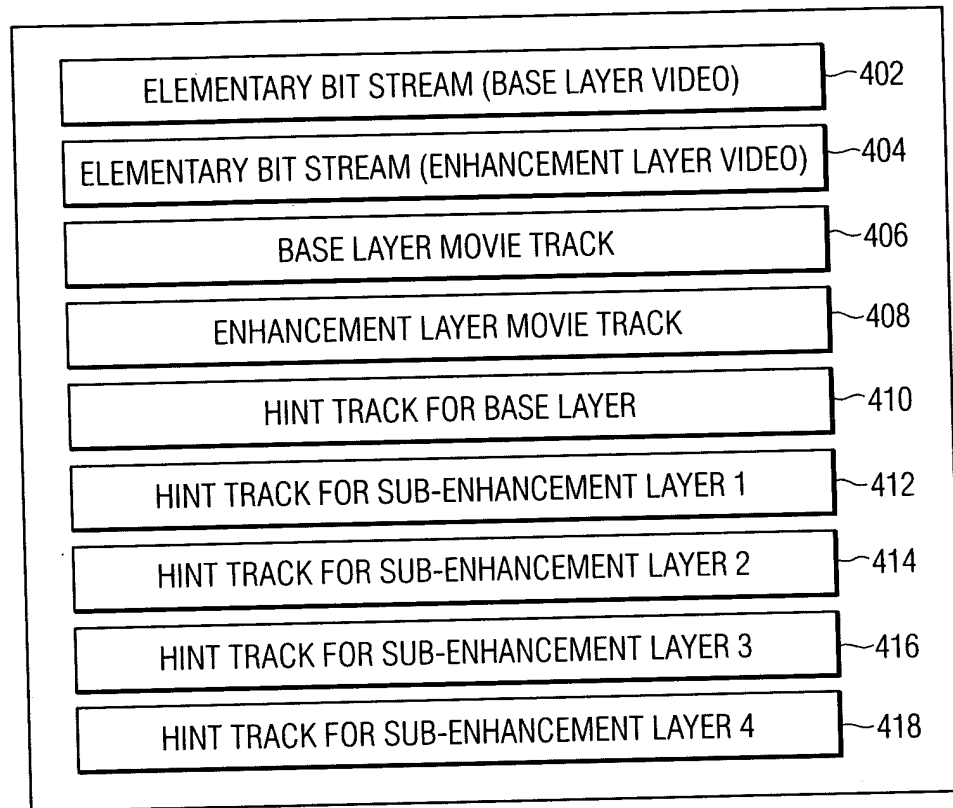 ELEMENTARY BIT STREAM (BASE LAYER VIDEO) 402
ELEMENTARY BIT STREAM (ENHANCEMENT LAYER VIDEO) 404
BASE LAYER MOVIE TRACK 406
ENHANCEMENT LAYER MOVIE TRACK 408
HINT TRACK FOR BASE LAYER 410
HINT TRACK FOR SUB-ENHANCEMENT LAYER 1 412
HINT TRACK FOR SUB-ENHANCEMENT LAYER 2 414
HINT TRACK FOR SUB-ENHANCEMENT LAYER 3 416
HINT TRACK FOR SUB-ENHANCEMENT LAYER 4 418